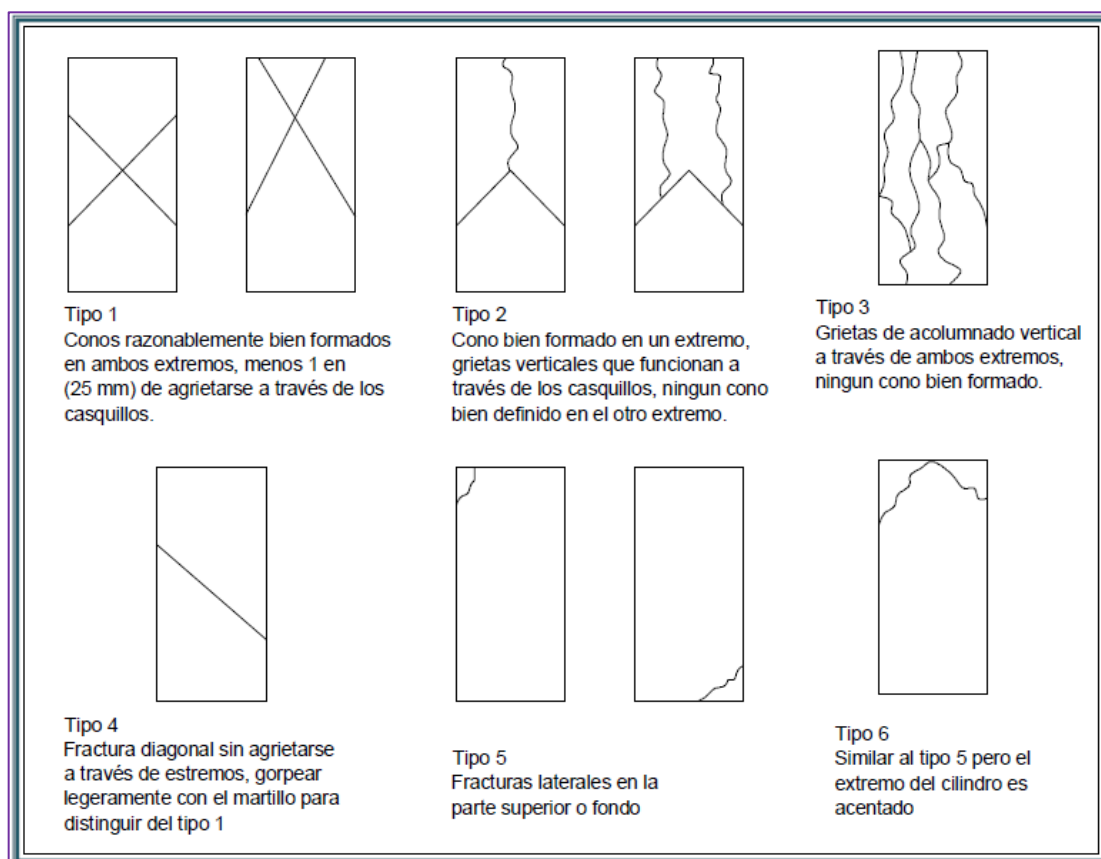 Tipo 1
Conos razonablemente bien formados
en ambos extremos, menos 1 en
(25 mm) de agrietarse a través de los
casquillos.
Tipo 2
Cono bien formado en un extremo,
grietas verticales que funcionan a
través de los casquillos, ningun cono
bien definido en el otro extremo.
Tipo 3
Grietas de acolumnado vertical
a través de ambos extremos,
ningun cono bien formado.
Tipo 4
Fractura diagonal sin agrietarse
a través de estremos, gorpear
legeramente con el martillo para
distinguir del tipo 1
Tipo 5
Fracturas laterales en la
parte superior o fondo
Tipo 6
Similar al tipo 5 pero el
extremo del cilindro es
acentado